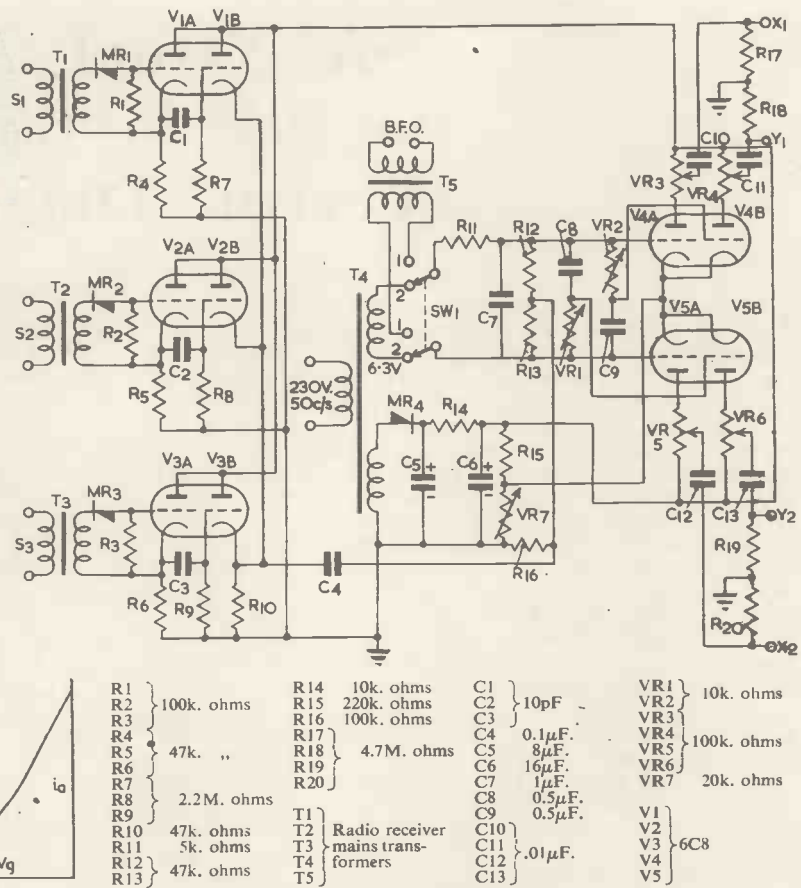 V1A V1B
T1 MR1
S1 R1
C1
R4 R7
V2A V2B
T2 MR2
S2 R2
C2
R5 R8
V3A V3B
T3 MR3
S3 R3
C3
R6 R9 R10
C4
B.F.O.
T5
T4
1
2
SW1
1
2
6·3V
230V.
50c/s
R11
R12 C8 VR2
C7
R13 VR1 C9
MR4 R14
C5 + C6 + R15
- -
VR7
R16
X1
R17
R18
C10 Y1
VR3 VR4 C11
V4A V4B
V5A V5B
VR5 VR6
C12 C13 Y2
R19
R20
X2
ia
Vg
R1
R2 100k. ohms
R3
R4
R5 47k. „
R6
R7
R8 2.2M. ohms
R9
R10 47k. ohms
R11 5k. ohms
R12
R13 47k. ohms
R14 10k. ohms
R15 220k. ohms
R16 100k. ohms
R17
R18 4.7M. ohms
R19
R20
T1
T2 Radio receiver
T3 mains trans-
T4 formers
T5
C1
C2 10pF
C3
C4 0.1μF.
C5 8μF.
C6 16μF.
C7 1μF.
C8 0.5μF.
C9 0.5μF.
C10
C11 .01μF.
C12
C13
VR1
VR2 10k. ohms
VR3
VR4 100k. ohms
VR5
VR6
VR7 20k. ohms
V1
V2
V3 6C8
V4
V5